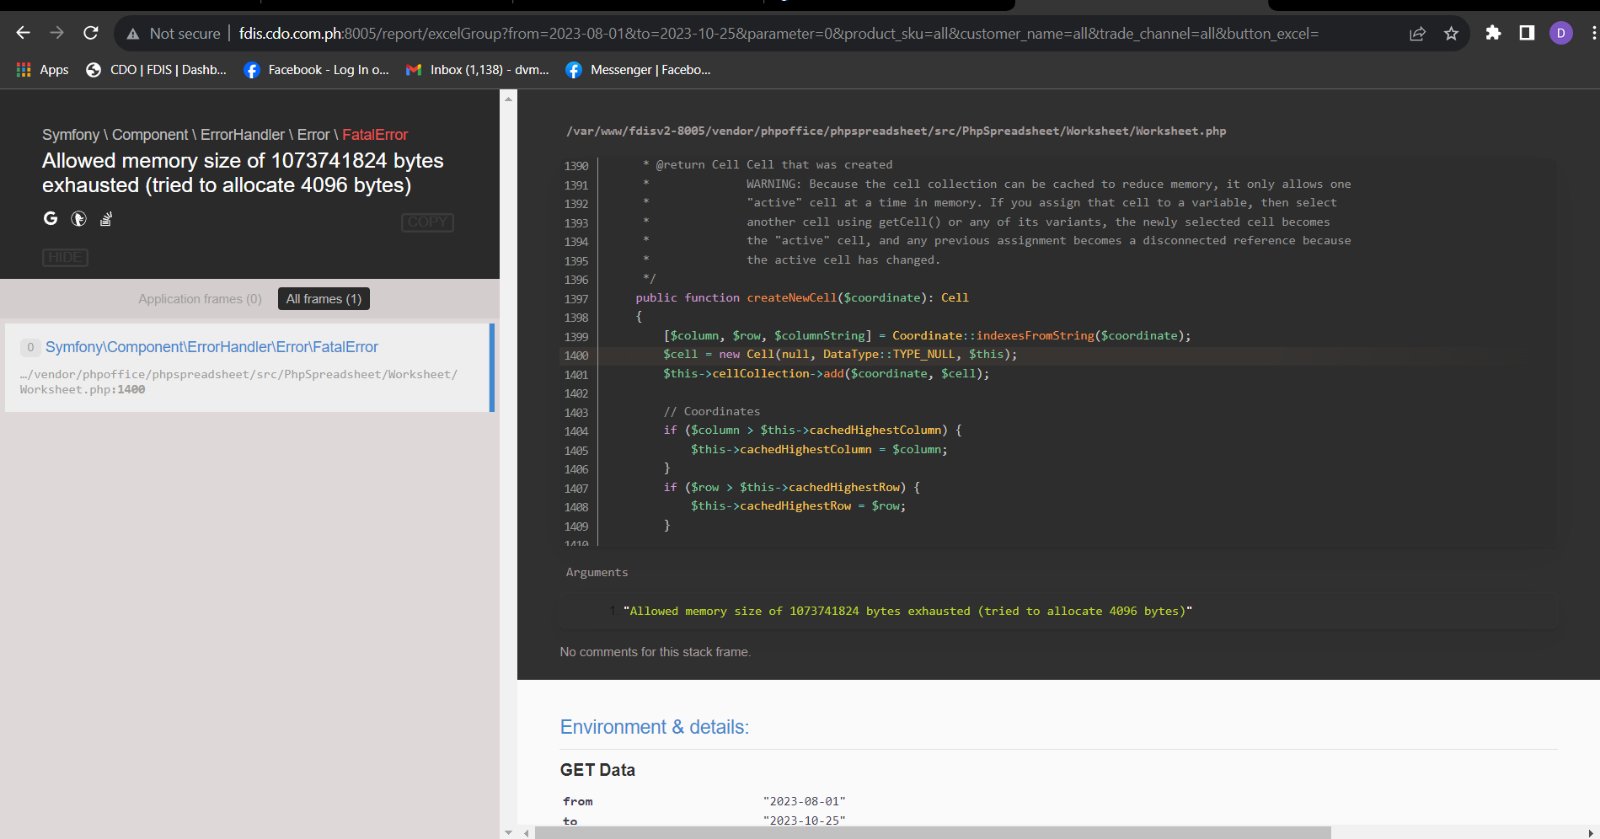 Not secure | fdis.cdo.com.ph:8005/report/excelGroup?from=2023-08-01&to=2023-10-25&parameter=0&product_sku=all&customer_name=all&trade_channel=all&button_excel=
D
Apps CDO | FDIS | Dashb... Facebook - Log In o... Inbox (1,138) - dvm... Messenger | Facebo...
Symfony \ Component \ ErrorHandler \ Error \ FatalError
Allowed memory size of 1073741824 bytes
exhausted (tried to allocate 4096 bytes)
COPY
HIDE
Application frames (0) All frames (1)
0 Symfony\Component\ErrorHandler\Error\FatalError
…/vendor/phpoffice/phpspreadsheet/src/PhpSpreadsheet/Worksheet/
Worksheet.php:1400
/var/www/fdisv2-8005/vendor/phpoffice/phpspreadsheet/src/PhpSpreadsheet/Worksheet/Worksheet.php
1390 * @return Cell Cell that was created
1391 * WARNING: Because the cell collection can be cached to reduce memory, it only allows one
1392 * "active" cell at a time in memory. If you assign that cell to a variable, then select
1393 * another cell using getCell() or any of its variants, the newly selected cell becomes
1394 * the "active" cell, and any previous assignment becomes a disconnected reference because
1395 * the active cell has changed.
1396 */
1397 public function createNewCell($coordinate): Cell
1398 {
1399 [$column, $row, $columnString] = Coordinate::indexesFromString($coordinate);
1400 $cell = new Cell(null, DataType::TYPE_NULL, $this);
1401 $this->cellCollection->add($coordinate, $cell);
1402
1403 // Coordinates
1404 if ($column > $this->cachedHighestColumn) {
1405 $this->cachedHighestColumn = $column;
1406 }
1407 if ($row > $this->cachedHighestRow) {
1408 $this->cachedHighestRow = $row;
1409 }
1410
Arguments
1. "Allowed memory size of 1073741824 bytes exhausted (tried to allocate 4096 bytes)"
No comments for this stack frame.
Environment & details:
GET Data
from "2023-08-01"
to "2023-10-25"